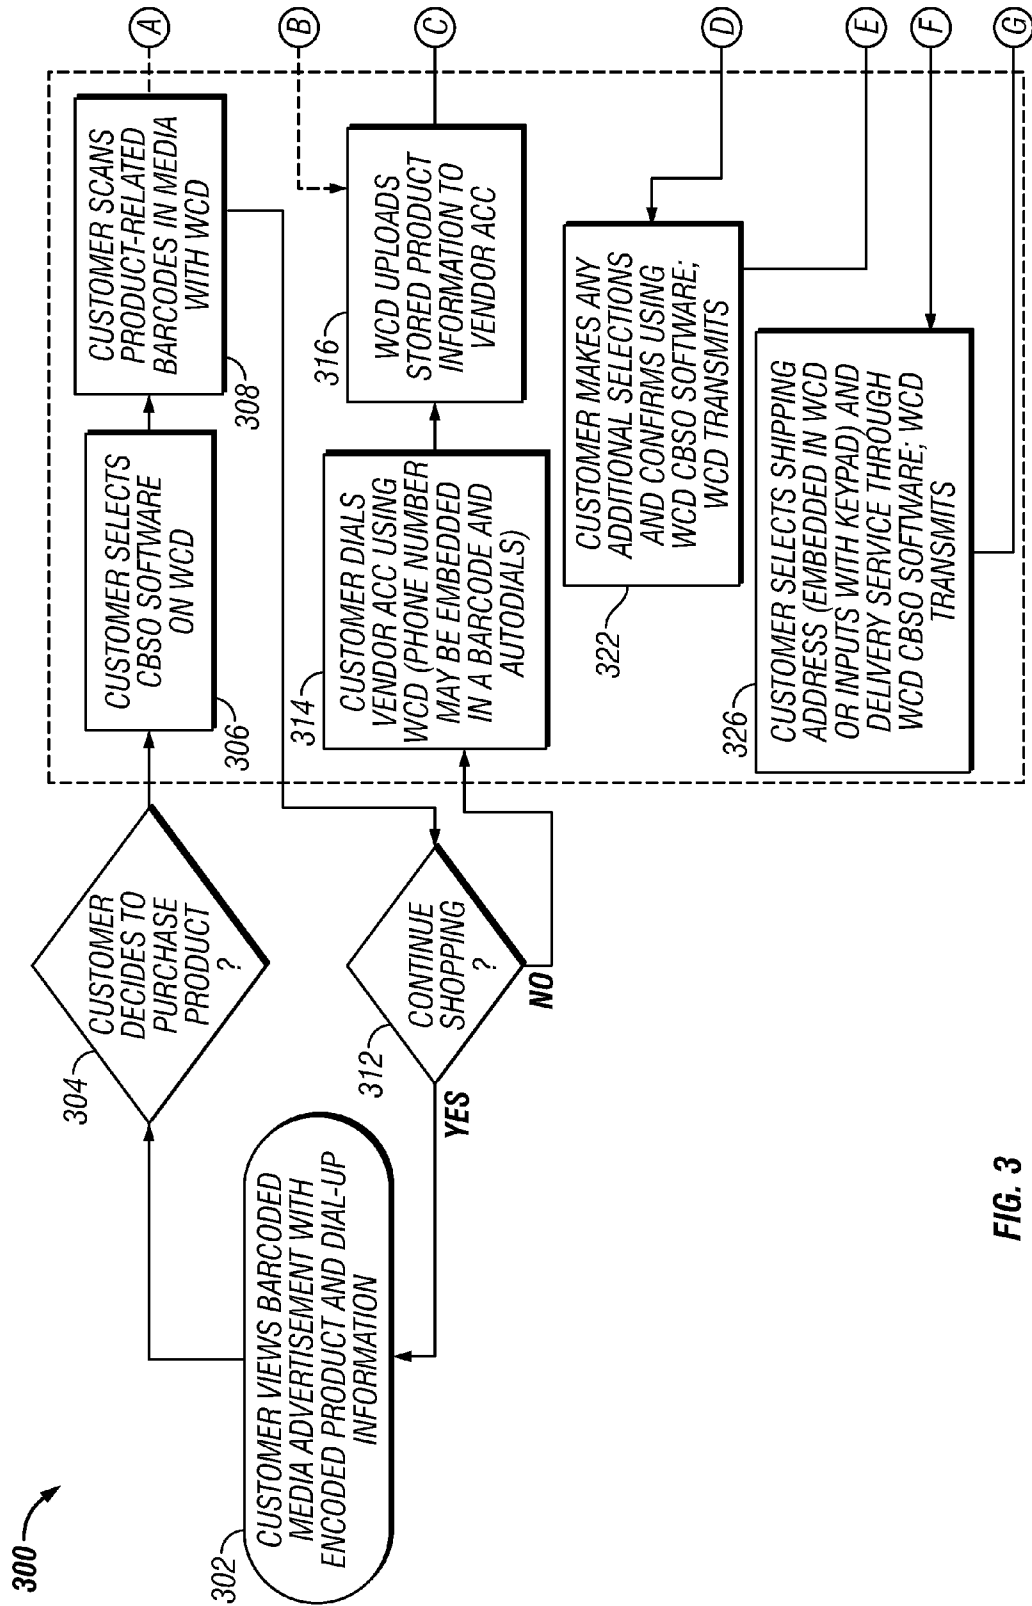 300
302
CUSTOMER VIEWS BARCODED
MEDIA ADVERTISEMENT WITH
ENCODED PRODUCT AND DIAL-UP
INFORMATION
304
CUSTOMER
DECIDES TO
PURCHASE
PRODUCT
?
306
CUSTOMER SELECTS
CBSO SOFTWARE
ON WCD
308
CUSTOMER SCANS
PRODUCT-RELATED
BARCODES IN MEDIA
WITH WCD
A
B
312
CONTINUE
SHOPPING
?
YES
NO
314
CUSTOMER DIALS
VENDOR ACC USING
WCD (PHONE NUMBER
MAY BE EMBEDDED
IN A BARCODE AND
AUTODIALS)
316
WCD UPLOADS
STORED PRODUCT
INFORMATION TO
VENDOR ACC
C
322
CUSTOMER MAKES ANY
ADDITIONAL SELECTIONS
AND CONFIRMS USING
WCD CBSO SOFTWARE;
WCD TRANSMITS
D
E
326
CUSTOMER SELECTS SHIPPING
ADDRESS (EMBEDDED IN WCD
OR INPUTS WITH KEYPAD) AND
DELIVERY SERVICE THROUGH
WCD CBSO SOFTWARE; WCD
TRANSMITS
F
G
FIG. 3